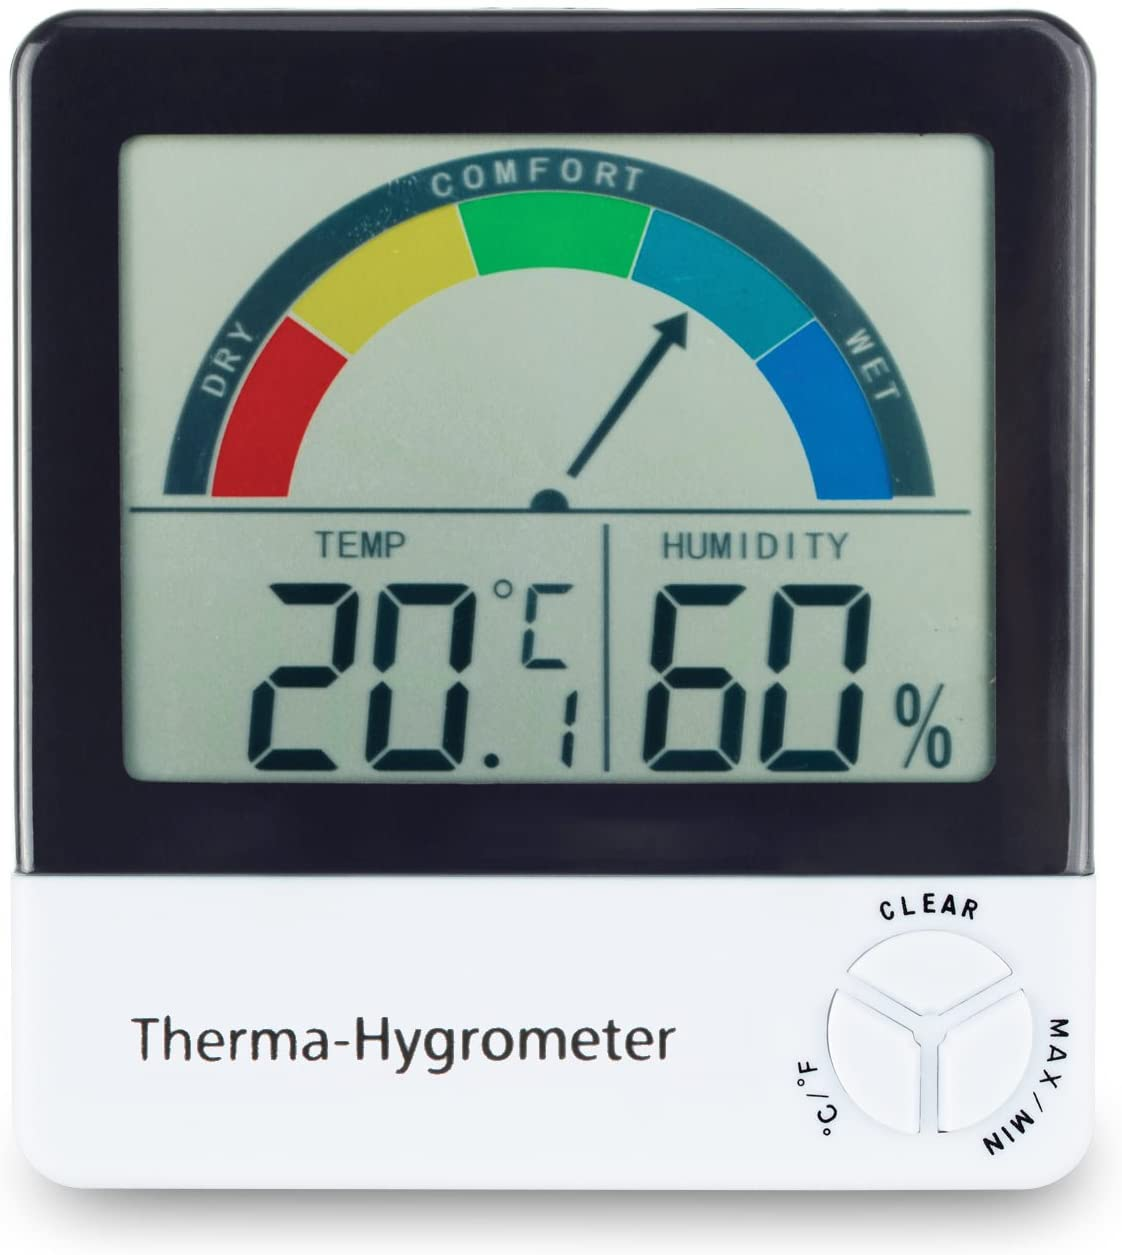 COMFORT
DRY
WET
TEMP
HUMIDITY
20.1 °C
60 %
CLEAR
Therma-Hygrometer
°C/°F
MAX/MIN